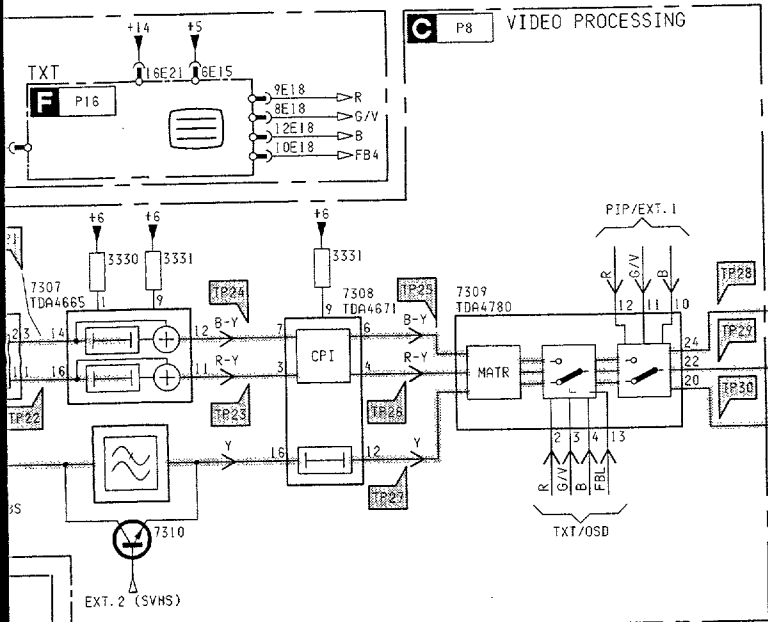 C P8 VIDEO PROCESSING
+14 +5
TXT
16E21 6E15
F P16
9E18 R
8E18 G/V
12E18 B
10E18 FB4
PIP/EXT.1
R G/V B
12 11 10
+6 +6 +6
3330 3331 3331
7307
TDA4665
1 9
TP24
7308
TDA4671
9
TP25
7309
TDA4780
TP28
TP29
TP30
3 14 12 B-Y 7 6 B-Y
CPI
MATR
24
22
20
11 16 11 R-Y 3 4 R-Y
TP22
TP23
TP26
2 3 4 13
Y 16 12 Y
R G/V B FBL
TP27
TXT/OSD
7310
EXT.2 (SVHS)